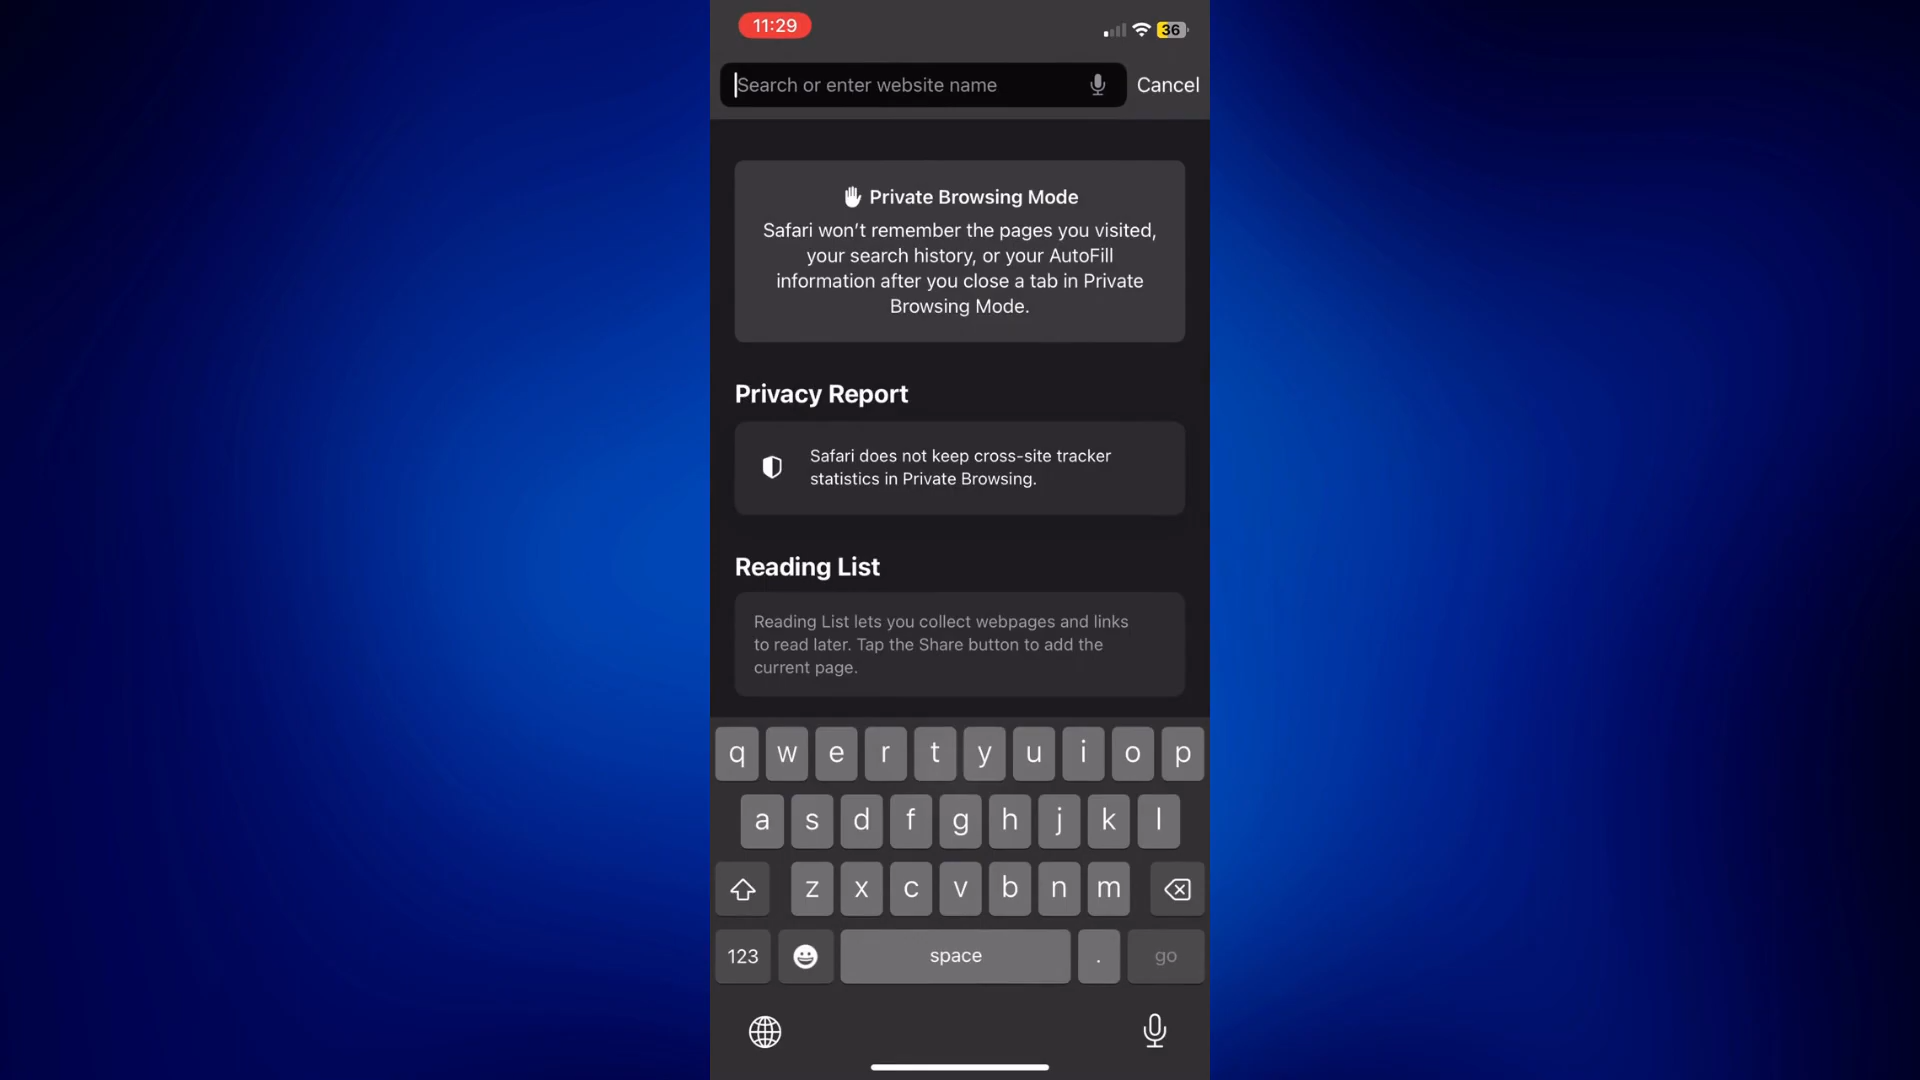 11:29
36
Search or enter website name
Cancel
Private Browsing Mode
Safari won’t remember the pages you visited,
your search history, or your AutoFill
information after you close a tab in Private
Browsing Mode.
Privacy Report
Safari does not keep cross-site tracker
statistics in Private Browsing.
Reading List
Reading List lets you collect webpages and links
to read later. Tap the Share button to add the
current page.
q w e r t y u i o p
a s d f g h j k l
z x c v b n m
123 space . go